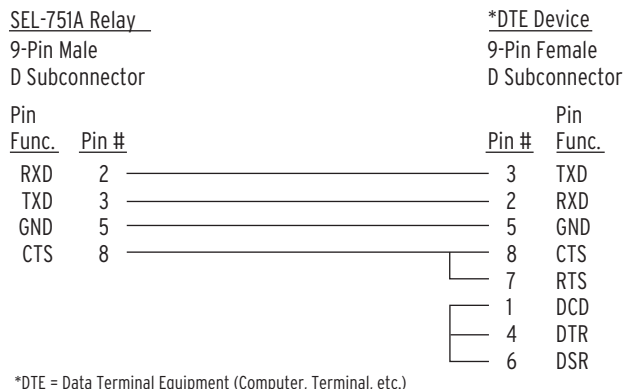 SEL-751A Relay *DTE Device
9-Pin Male 9-Pin Female
D Subconnector D Subconnector
Pin Pin
Func. Pin # Pin # Func.
RXD 2 3 TXD
TXD 3 2 RXD
GND 5 5 GND
CTS 8 8 CTS
7 RTS
1 DCD
4 DTR
6 DSR
*DTE = Data Terminal Equipment (Computer, Terminal, etc.)